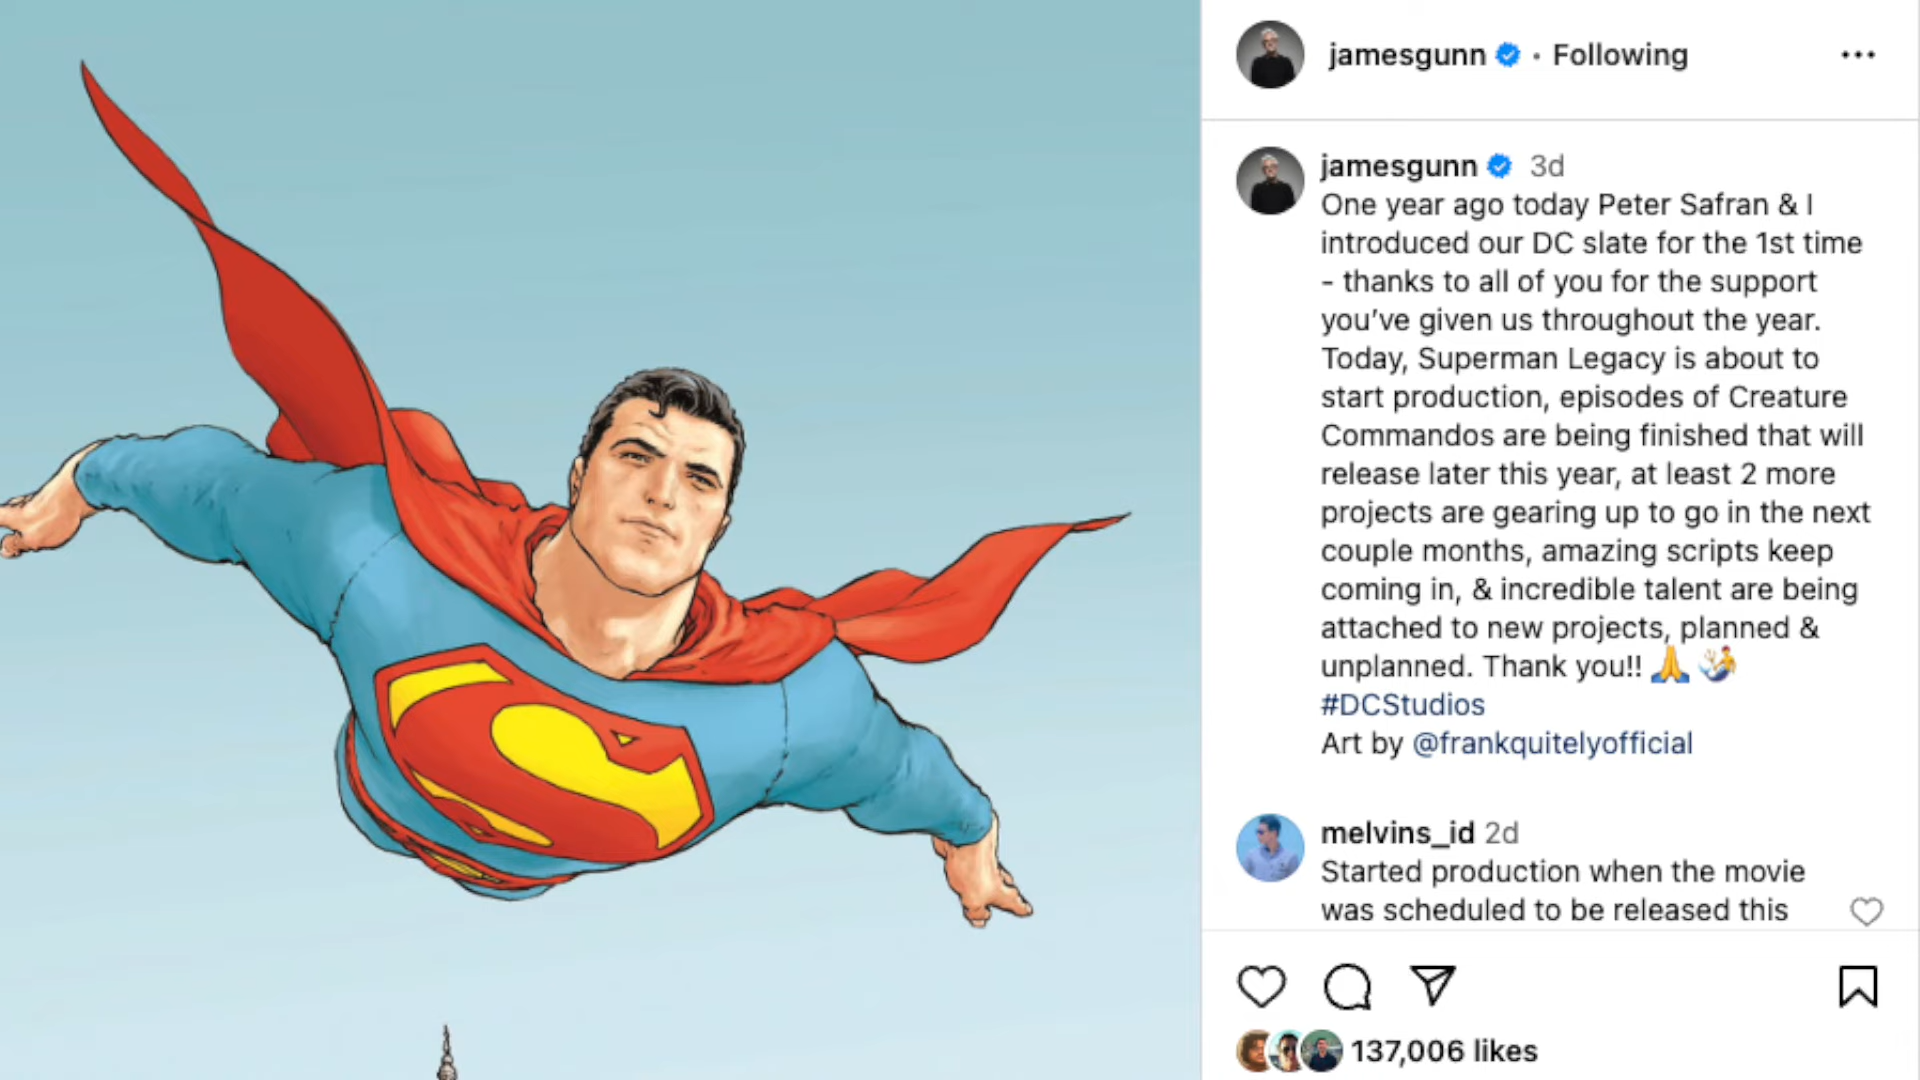 jamesgunn • Following
jamesgunn 3d
One year ago today Peter Safran & I
introduced our DC slate for the 1st time
- thanks to all of you for the support
you’ve given us throughout the year.
Today, Superman Legacy is about to
start production, episodes of Creature
Commandos are being finished that will
release later this year, at least 2 more
projects are gearing up to go in the next
couple months, amazing scripts keep
coming in, & incredible talent are being
attached to new projects, planned &
unplanned. Thank you!! 🙏 🧜‍♂️
#DCStudios
Art by @frankquitelyofficial
melvins_id 2d
Started production when the movie
was scheduled to be released this
137,006 likes